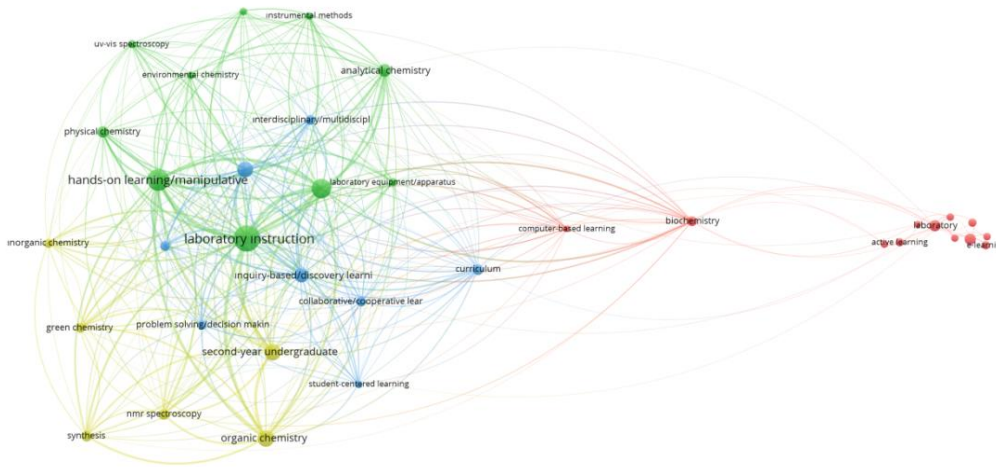 instrumental methods
uv-vis spectroscopy
analytical chemistry
environmental chemistry
interdisciplinary/multidiscipl
physical chemistry
hands-on learning/manipulative
laboratory equipment/apparatus
biochemistry
laboratory
computer-based learning
laboratory instruction
inorganic chemistry
active learning
e-learni
curriculum
inquiry-based/discovery learni
collaborative/cooperative lear
green chemistry
problem solving/decision makin
second-year undergraduate
student-centered learning
nmr spectroscopy
synthesis
organic chemistry